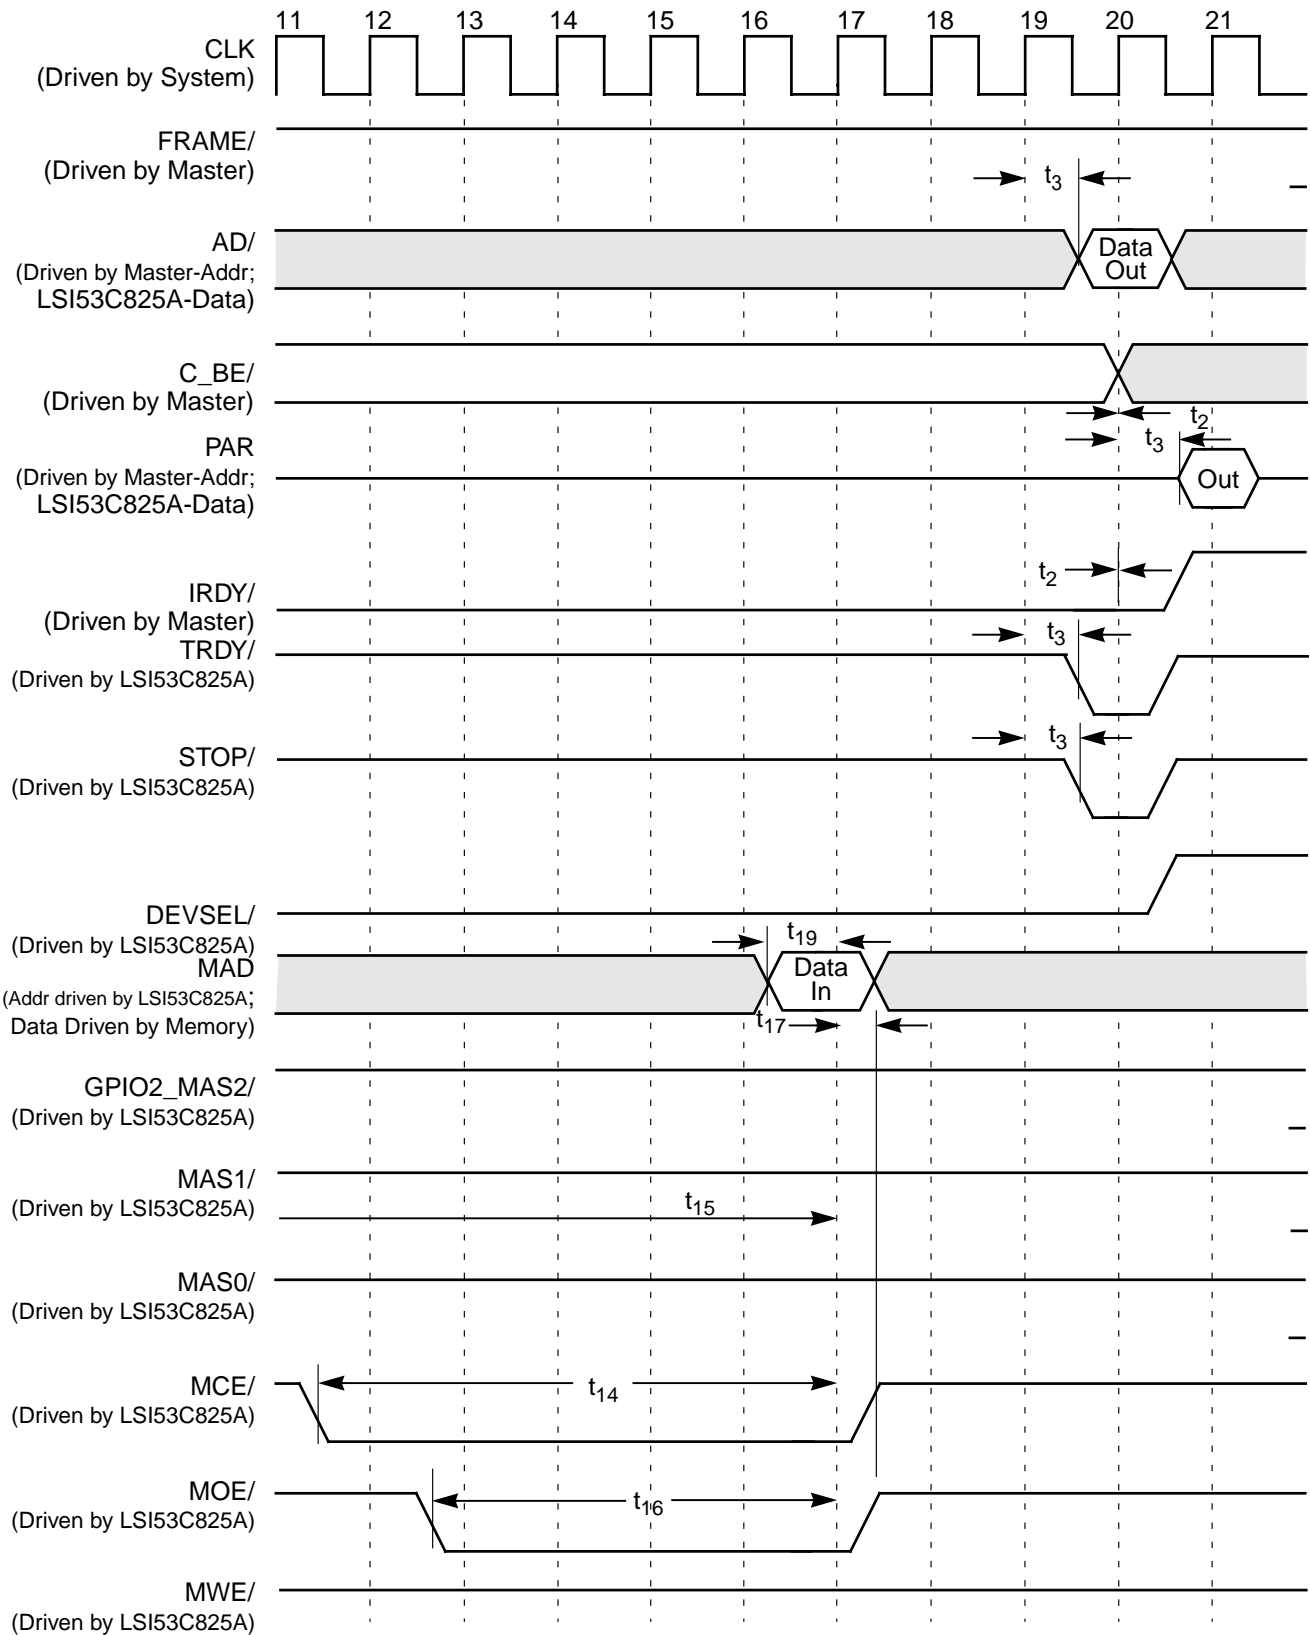 11 12 13 14 15 16 17 18 19 20 21
CLK
(Driven by System)
FRAME/
(Driven by Master)
t3
AD/
(Driven by Master-Addr;
LSI53C825A-Data)
Data
Out
C_BE/
(Driven by Master)
t2
t3
PAR
(Driven by Master-Addr;
LSI53C825A-Data)
Out
t2
IRDY/
(Driven by Master)
t3
TRDY/
(Driven by LSI53C825A)
t3
STOP/
(Driven by LSI53C825A)
DEVSEL/
(Driven by LSI53C825A)
t19
MAD
(Addr driven by LSI53C825A;
Data Driven by Memory)
Data
In
t17
GPIO2_MAS2/
(Driven by LSI53C825A)
MAS1/
(Driven by LSI53C825A)
t15
MAS0/
(Driven by LSI53C825A)
MCE/
(Driven by LSI53C825A)
t14
MOE/
(Driven by LSI53C825A)
t16
MWE/
(Driven by LSI53C825A)